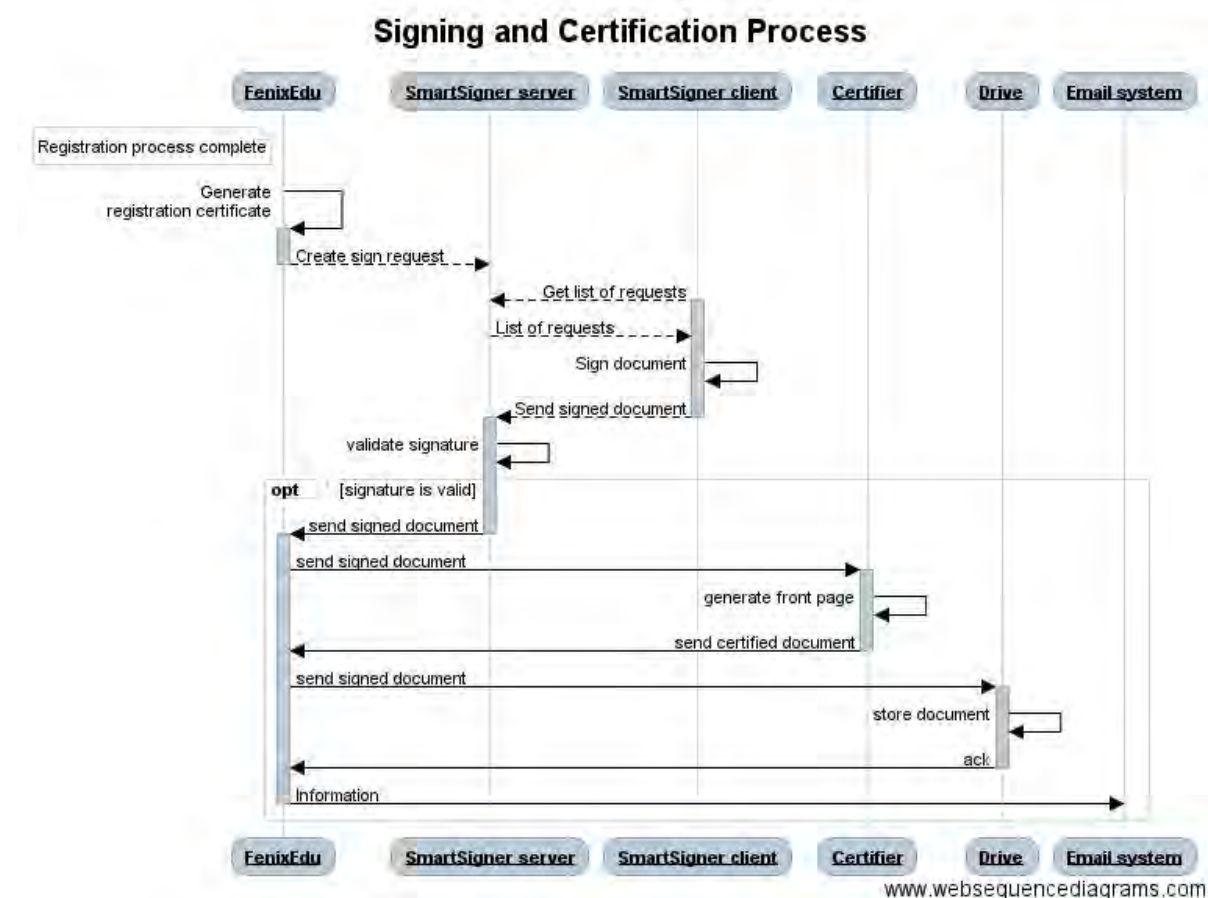 Signing and Certification Process
FenixEdu
SmartSigner server
SmartSigner client
Certifier
Drive
Email system
Registration process complete
Generate
registration certificate
Create sign request
Get list of requests
List of requests
Sign document
Send signed document
validate signature
opt
[signature is valid]
send signed document
send signed document
generate front page
send certified document
send signed document
store document
ack
Information
FenixEdu
SmartSigner server
SmartSigner client
Certifier
Drive
Email system
www.websequencediagrams.com